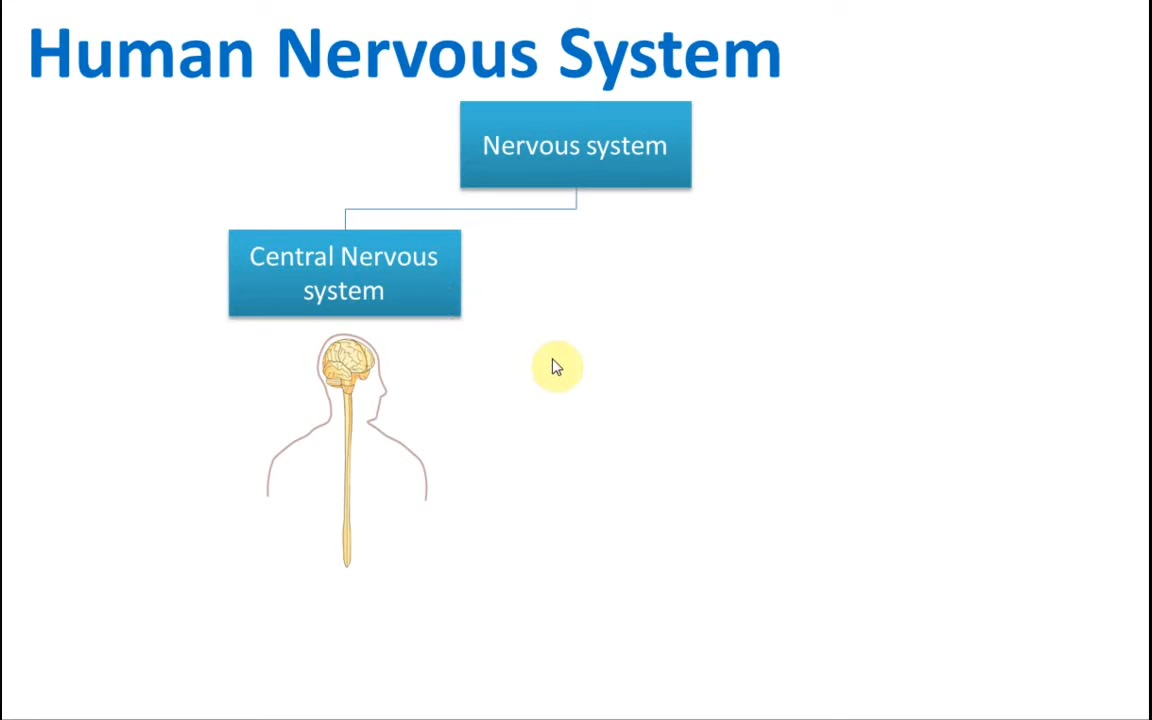 Human Nervous System
Nervous system
Central Nervous
system